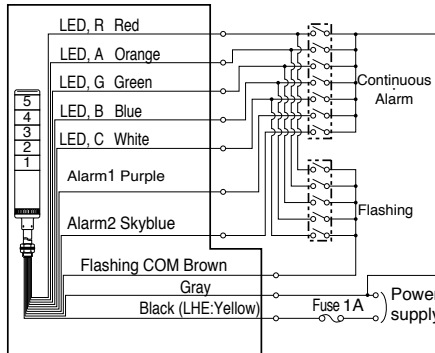 LED, R Red
LED, A Orange
LED, G Green
LED, B Blue
LED, C White
Alarm1 Purple
Alarm2 Skyblue
Flashing COM Brown
Gray
Black (LHE:Yellow)
5
4
3
2
1
Continuous
Alarm
Flashing
Fuse 1A
Power
supply